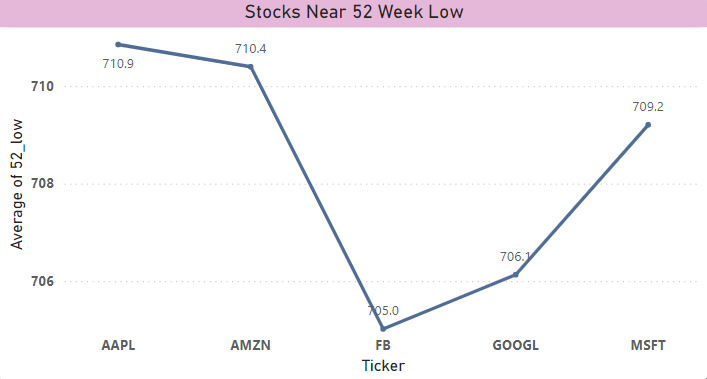 Stocks Near 52 Week Low
Average of 52_low
710
708
706
710.9
710.4
705.0
706.1
709.2
AAPL
AMZN
FB
GOOGL
MSFT
Ticker